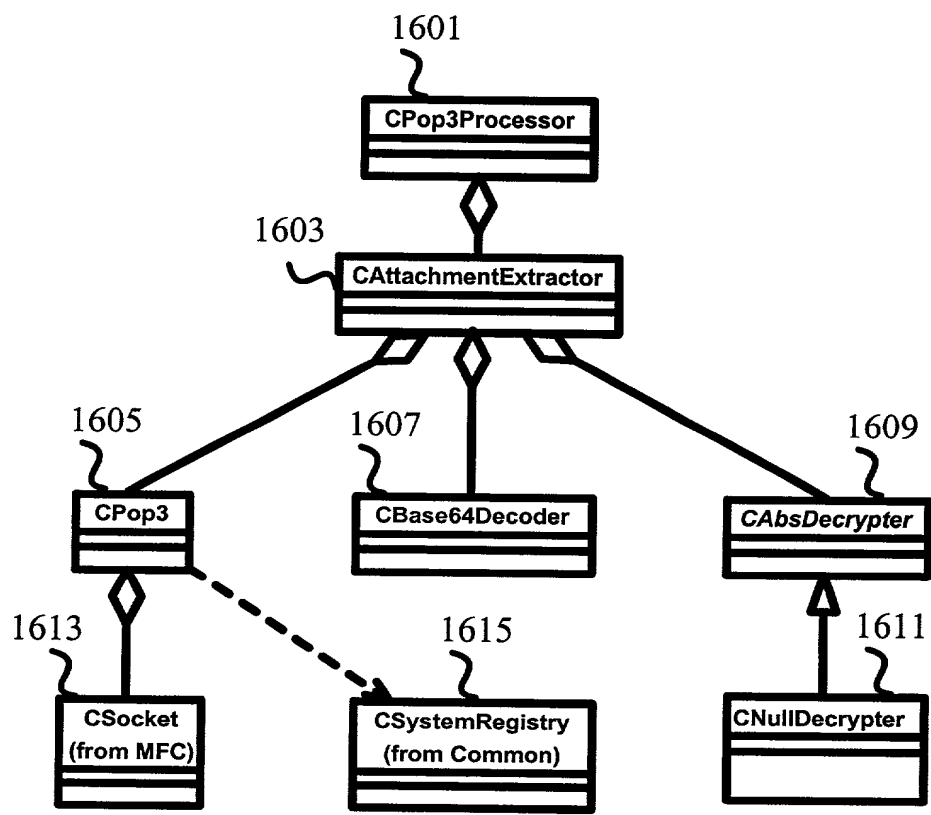 1601
CPop3Processor
1603
CAttachmentExtractor
1605
1607
1609
CPop3
CBase64Decoder
CAbsDecrypter
1613
1615
1611
CSocket
(from MFC)
CSystemRegistry
(from Common)
CNullDecrypter